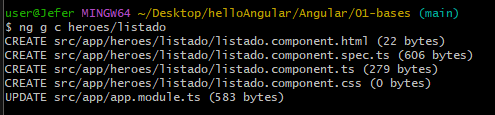 user@Jefer MINGW64 ~/Desktop/helloAngular/Angular/01-bases (main)
$ ng g c heroes/listado
CREATE src/app/heroes/listado/listado.component.html (22 bytes)
CREATE src/app/heroes/listado/listado.component.spec.ts (606 bytes)
CREATE src/app/heroes/listado/listado.component.ts (279 bytes)
CREATE src/app/heroes/listado/listado.component.css (0 bytes)
UPDATE src/app/app.module.ts (583 bytes)